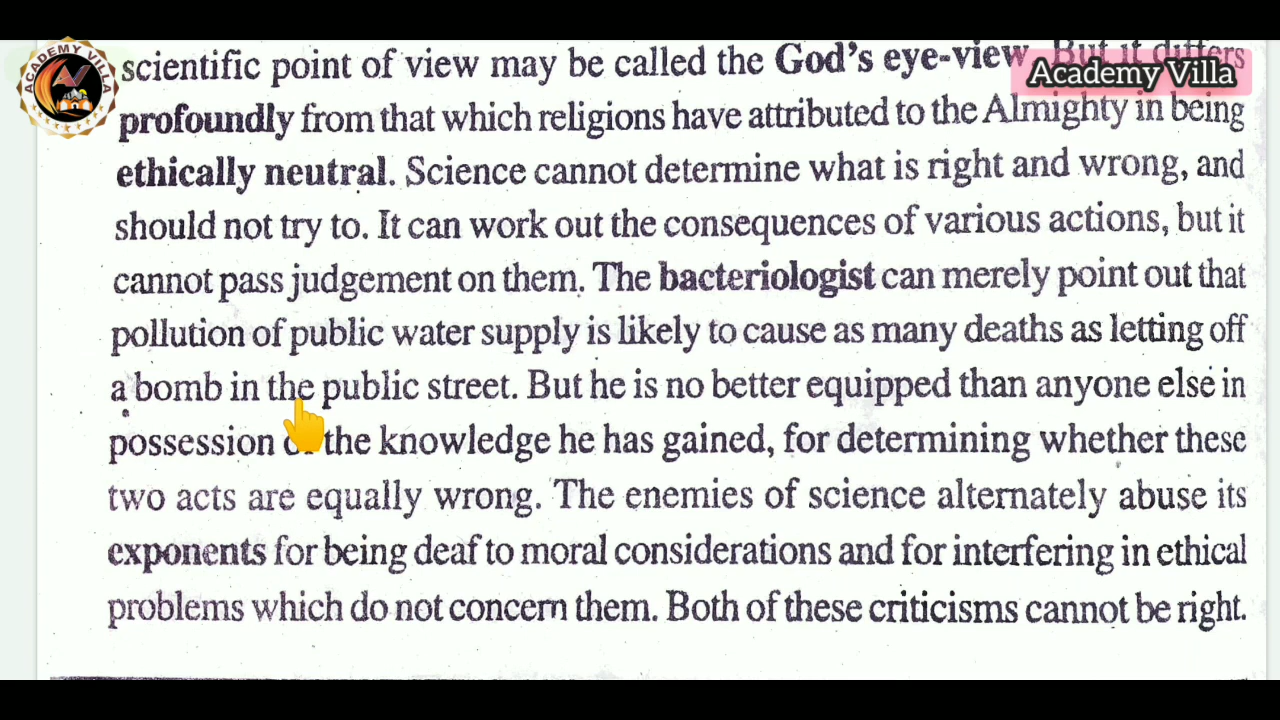 scientific point of view may be called the God's eye-view. But it differs
Academy Villa
ACADEMY VILLA
profoundly from that which religions have attributed to the Almighty in being
ethically neutral. Science cannot determine what is right and wrong, and
should not try to. It can work out the consequences of various actions, but it
cannot pass judgement on them. The bacteriologist can merely point out that
pollution of public water supply is likely to cause as many deaths as letting off
a bomb in the public street. But he is no better equipped than anyone else in
possession of the knowledge he has gained, for determining whether these
two acts are equally wrong. The enemies of science alternately abuse its
exponents for being deaf to moral considerations and for interfering in ethical
problems which do not concern them. Both of these criticisms cannot be right.